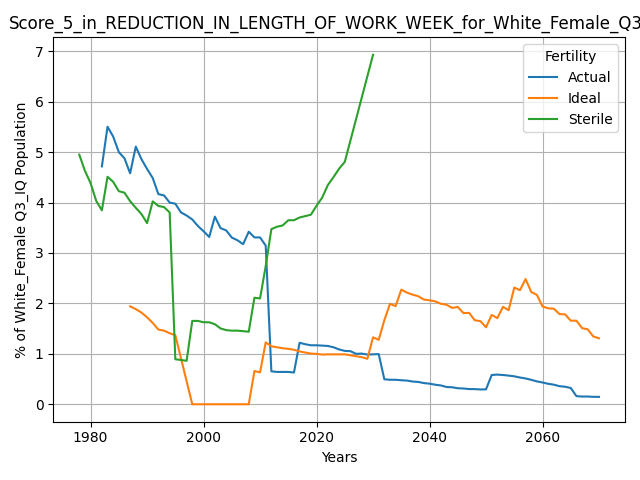 Score_5_in_REDUCTION_IN_LENGTH_OF_WORK_WEEK_for_White_Female_Q3
Fertility
Actual
Ideal
Sterile
% of White_Female Q3_IQ Population
7
6
5
4
3
2
1
0
1980 2000 2020 2040 2060
Years